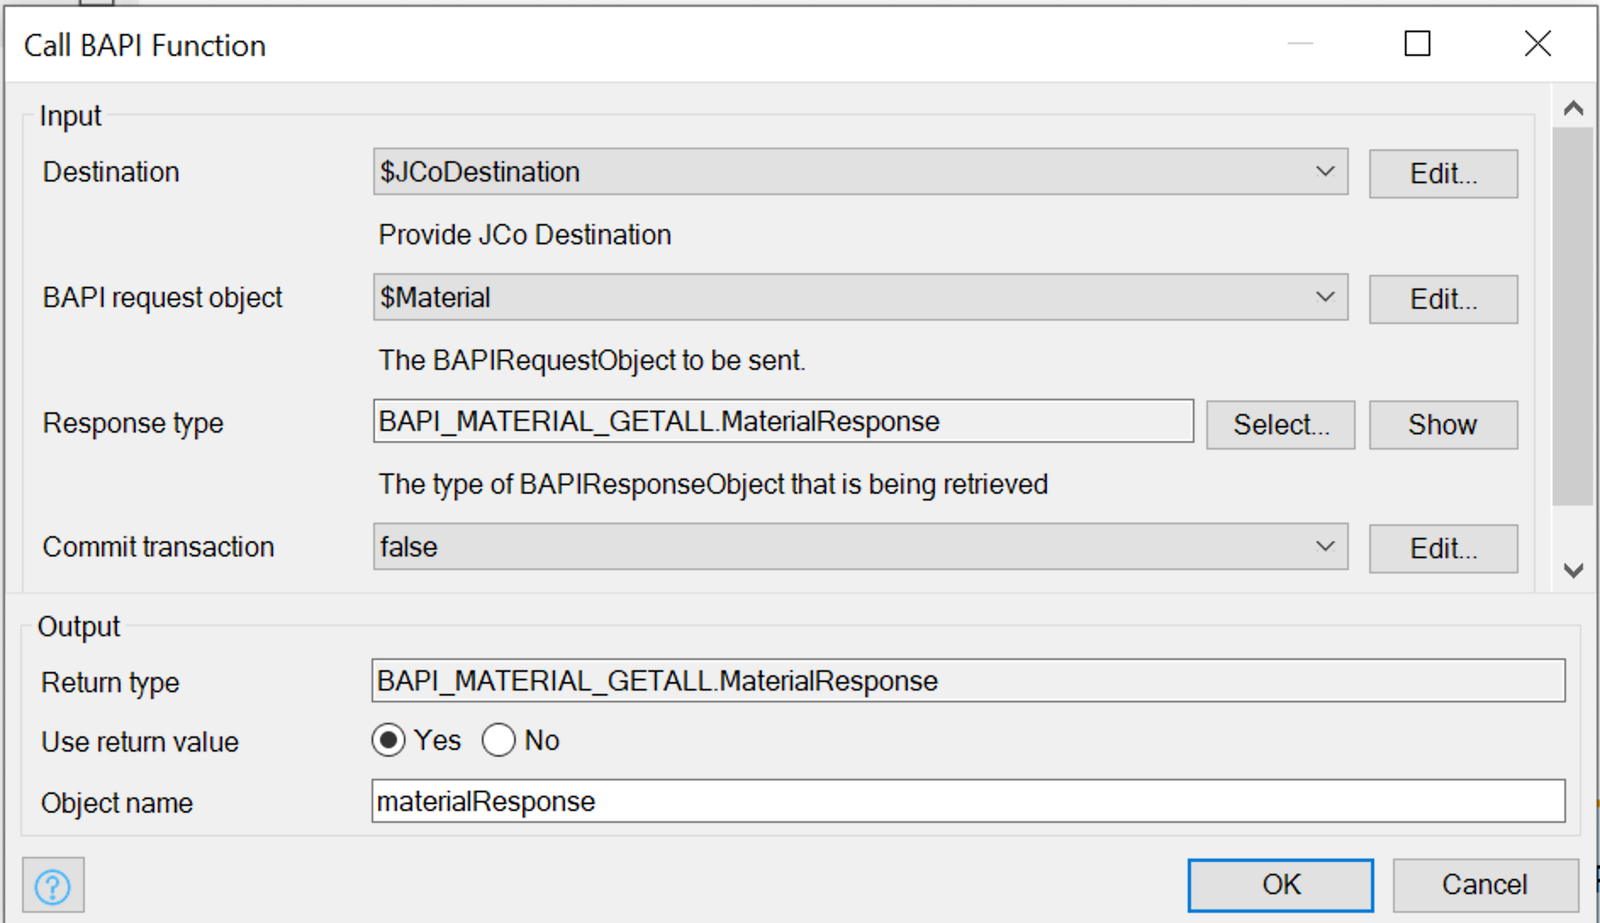 Call BAPI Function
Input
Destination
$JCoDestination
Edit...
Provide JCo Destination
BAPI request object
$Material
Edit...
The BAPIRequestObject to be sent.
Response type
BAPI_MATERIAL_GETALL.MaterialResponse
Select...
Show
The type of BAPIResponseObject that is being retrieved
Commit transaction
false
Edit...
Output
Return type
BAPI_MATERIAL_GETALL.MaterialResponse
Use return value
Yes
No
Object name
materialResponse
?
OK
Cancel